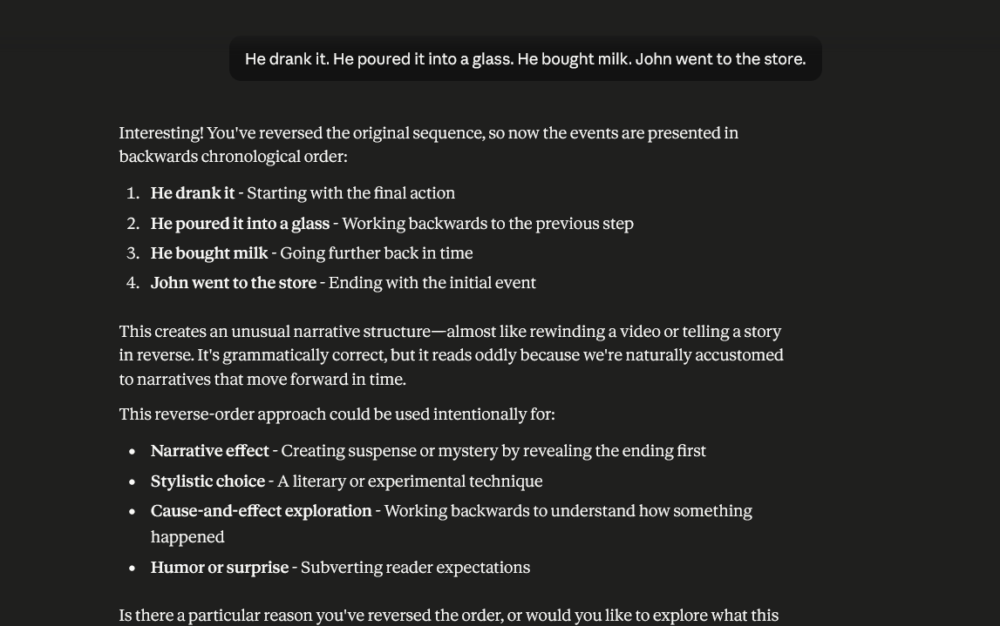 He drank it. He poured it into a glass. He bought milk. John went to the store.
Interesting! You've reversed the original sequence, so now the events are presented in
backwards chronological order:
1. He drank it - Starting with the final action
2. He poured it into a glass - Working backwards to the previous step
3. He bought milk - Going further back in time
4. John went to the store - Ending with the initial event
This creates an unusual narrative structure—almost like rewinding a video or telling a story
in reverse. It's grammatically correct, but it reads oddly because we're naturally accustomed
to narratives that move forward in time.
This reverse-order approach could be used intentionally for:
• Narrative effect - Creating suspense or mystery by revealing the ending first
• Stylistic choice - A literary or experimental technique
• Cause-and-effect exploration - Working backwards to understand how something
happened
• Humor or surprise - Subverting reader expectations
Is there a particular reason you've reversed the order, or would you like to explore what this